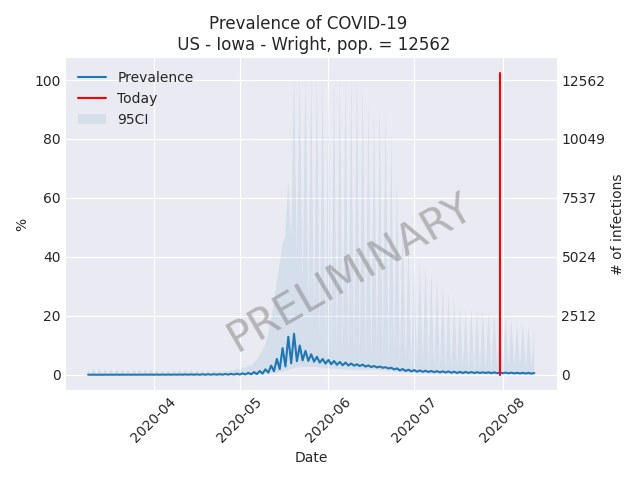 Prevalence of COVID-19
US - Iowa - Wright, pop. = 12562
Prevalence
Today
95CI
100
80
60
40
20
0
%
12562
10049
7537
5024
2512
0
# of infections
PRELIMINARY
2020-04
2020-05
2020-06
2020-07
2020-08
Date